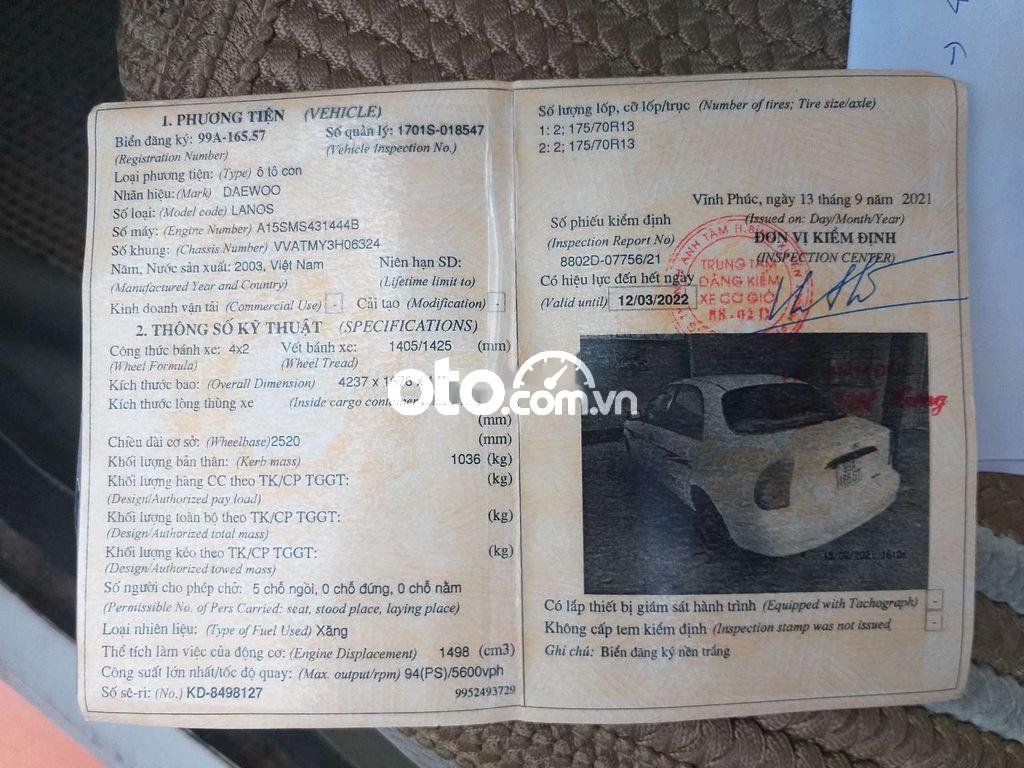 1. PHƯƠNG TIỆN (VEHICLE)
Biển đăng ký: 99A-165.57 Số quản lý: 1701S-018547
(Registration Number) (Vehicle Inspection No.)
Loại phương tiện: (Type) ô tô con
Nhãn hiệu: (Mark) DAEWOO
Số loại: (Model code) LANOS
Số máy: (Engine Number) A15SMS431444B
Số khung: (Chassis Number) VVATMY3H06324
Năm, Nước sản xuất: 2003, Việt Nam Niên hạn SD:
(Manufactured Year and Country) (Lifetime limit to)
Kinh doanh vận tải (Commercial Use) - Cải tạo (Modification) -
2. THÔNG SỐ KỸ THUẬT (SPECIFICATIONS)
Công thức bánh xe: 4x2 Vết bánh xe: 1405/1425 (mm)
(Wheel Formula) (Wheel Tread)
Kích thước bao: (Overall Dimension) 4237 x 1678 x
Kích thước lòng thùng xe (Inside cargo container
(mm)
Chiều dài cơ sở: (Wheelbase) 2520 (mm)
Khối lượng bản thân: (Kerb mass) 1036 (kg)
Khối lượng hàng CC theo TK/CP TGGT: (kg)
(Design/Authorized pay load)
Khối lượng toàn bộ theo TK/CP TGGT: (kg)
(Design/Authorized total mass)
Khối lượng kéo theo TK/CP TGGT: (kg)
(Design/Authorized towed mass)
Số người cho phép chở: 5 chỗ ngồi, 0 chỗ đứng, 0 chỗ nằm
(Permissible No. of Pers Carried: seat, stood place, laying place)
Loại nhiên liệu: (Type of Fuel Used) Xăng
Thể tích làm việc của động cơ: (Engine Displacement) 1498 (cm3)
Công suất lớn nhất/tốc độ quay: (Max. output/rpm) 94(PS)/5600vph
Số sê-ri: (No.) KD-8498127 9952493729
Số lượng lốp, cỡ lốp/trục (Number of tires; Tire size/axle)
1: 2; 175/70R13
2: 2; 175/70R13
Vĩnh Phúc, ngày 13 tháng 9 năm 2021
Số phiếu kiểm định (Issued on: Day/Month/Year)
(Inspection Report No) ĐƠN VỊ KIỂM ĐỊNH
8802D-07756/21 (INSPECTION CENTER)
Có hiệu lực đến hết ngày
(Valid until) 12/03/2022
TRUNG TÂM
ĐĂNG KIỂM
XE CƠ GIỚI
88-02D
oto.com.vn
Có lắp thiết bị giám sát hành trình (Equipped with Tachograph) -
Không cấp tem kiểm định (Inspection stamp was not issued -
Ghi chú: Biển đăng ký nền trắng